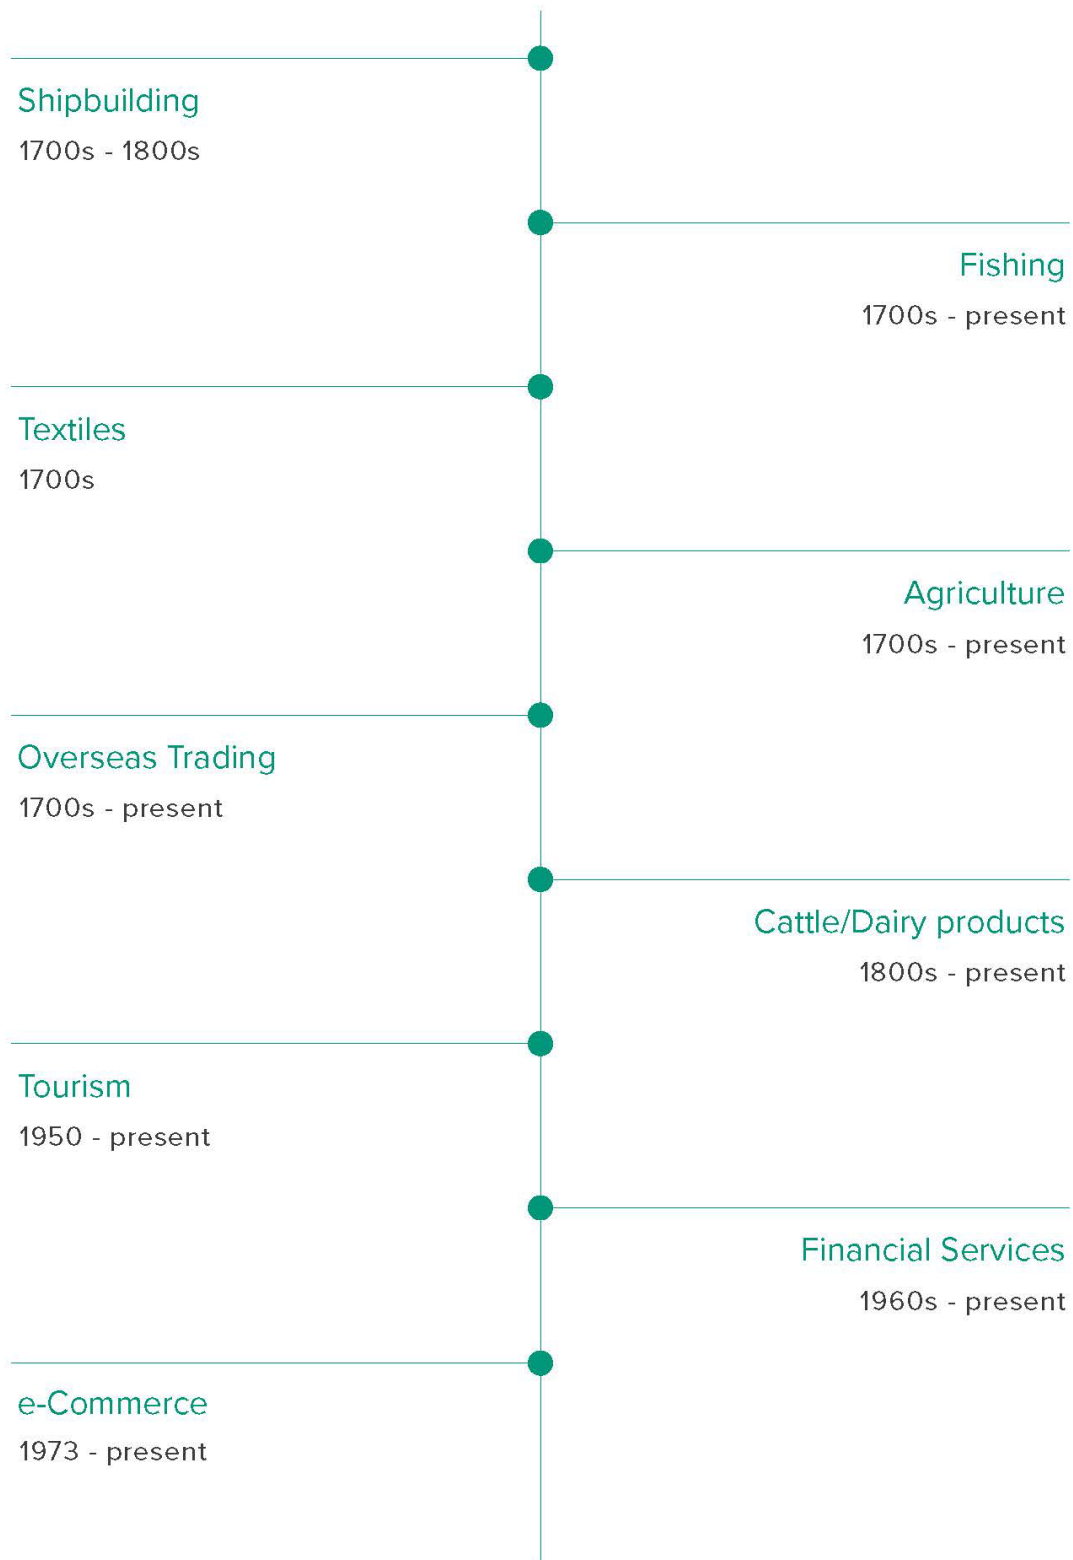 Shipbuilding
1700s - 1800s
Fishing
1700s - present
Textiles
1700s
Agriculture
1700s - present
Overseas Trading
1700s - present
Cattle/Dairy products
1800s - present
Tourism
1950 - present
Financial Services
1960s - present
e-Commerce
1973 - present